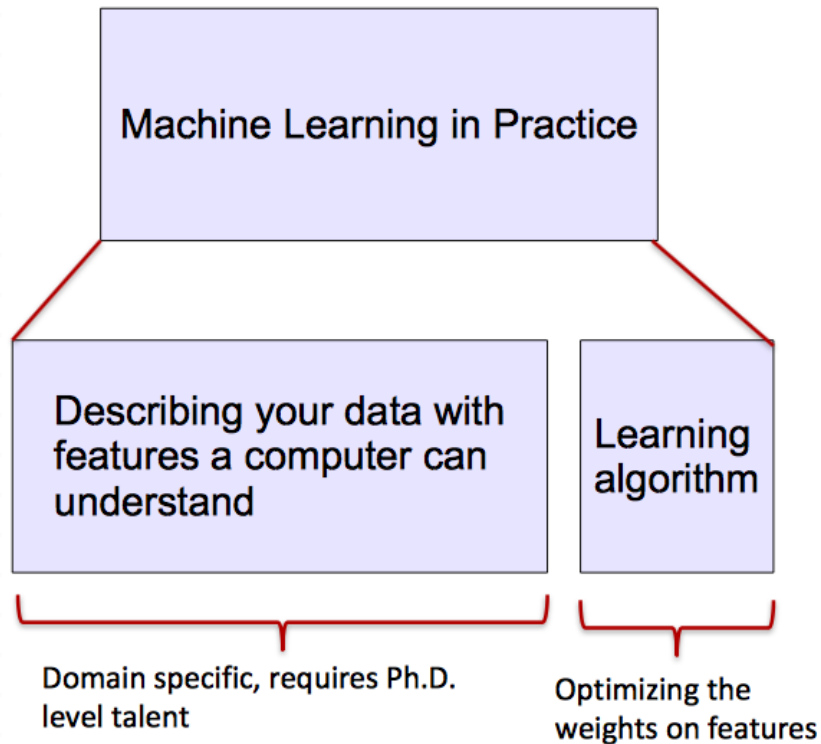 Machine Learning in Practice
Describing your data with
features a computer can
understand
Learning
algorithm
Domain specific, requires Ph.D.
level talent
Optimizing the
weights on features